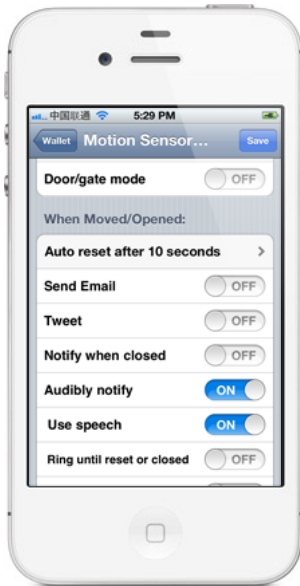 中国联通 5:29 PM
Wallet Motion Sensor... Save
Door/gate mode OFF
When Moved/Opened:
Auto reset after 10 seconds >
Send Email OFF
Tweet OFF
Notify when closed OFF
Audibly notify ON
Use speech ON
Ring until reset or closed OFF